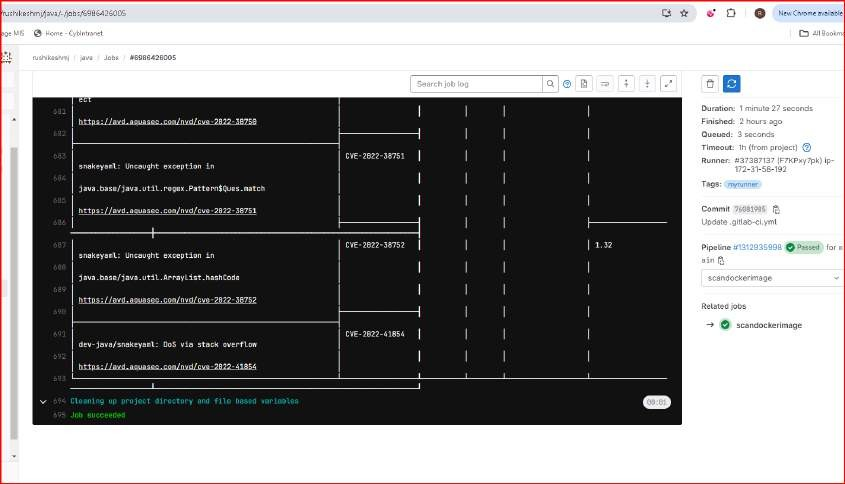 /rushikeshmj/java/-/jobs/6986426005
New Chrome available
age MIS
Home - CybIntranet
All Bookma
rushikeshmj / java / Jobs / #6986426005
Search job log
ect
681
https://avd.aquasec.com/nvd/cve-2022-38750
682
683 CVE-2022-38751
snakeyaml: Uncaught exception in
684
java.base/java.util.regex.Pattern$Ques.match
685
https://avd.aquasec.com/nvd/cve-2022-38751
686
687 CVE-2022-38752 1.32
snakeyaml: Uncaught exception in
688
java.base/java.util.ArrayList.hashCode
689
https://avd.aquasec.com/nvd/cve-2022-38752
690
691 CVE-2022-41854
dev-java/snakeyaml: DoS via stack overflow
692
https://avd.aquasec.com/nvd/cve-2022-41854
693
694 Cleaning up project directory and file based variables 00:01
695 Job succeeded
Duration: 1 minute 27 seconds
Finished: 2 hours ago
Queued: 3 seconds
Timeout: 1h (from project)
Runner: #37387137 (F7KPxy7pk) ip-
172-31-56-192
Tags: myrunner
Commit 76081985
Update .gitlab-ci.yml
Pipeline #1312935998 Passed for
ain
scandockerimage
Related jobs
scandockerimage